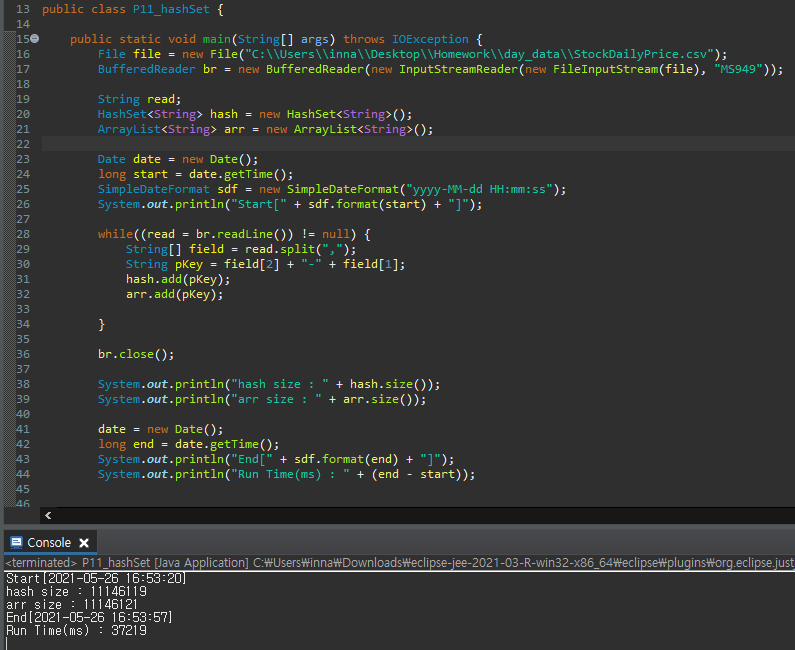 13 public class P11_hashSet {
14
15 public static void main(String[] args) throws IOException {
16 File file = new File("C:\\Users\\inna\\Desktop\\Homework\\day_data\\StockDailyPrice.csv");
17 BufferedReader br = new BufferedReader(new InputStreamReader(new FileInputStream(file), "MS949"));
18
19 String read;
20 HashSet<String> hash = new HashSet<String>();
21 ArrayList<String> arr = new ArrayList<String>();
22
23 Date date = new Date();
24 long start = date.getTime();
25 SimpleDateFormat sdf = new SimpleDateFormat("yyyy-MM-dd HH:mm:ss");
26 System.out.println("Start[" + sdf.format(start) + "]");
27
28 while((read = br.readLine()) != null) {
29 String[] field = read.split(",");
30 String pKey = field[2] + "-" + field[1];
31 hash.add(pKey);
32 arr.add(pKey);
33
34 }
35
36 br.close();
37
38 System.out.println("hash size : " + hash.size());
39 System.out.println("arr size : " + arr.size());
40
41 date = new Date();
42 long end = date.getTime();
43 System.out.println("End[" + sdf.format(end) + "]");
44 System.out.println("Run Time(ms) : " + (end - start));
45
46
Console
<terminated> P11_hashSet [Java Application] C:₩Users₩inna₩Downloads₩eclipse-jee-2021-03-R-win32-x86_64₩eclipse₩plugins₩org.eclipse.just
Start[2021-05-26 16:53:20]
hash size : 11146119
arr size : 11146121
End[2021-05-26 16:53:57]
Run Time(ms) : 37219